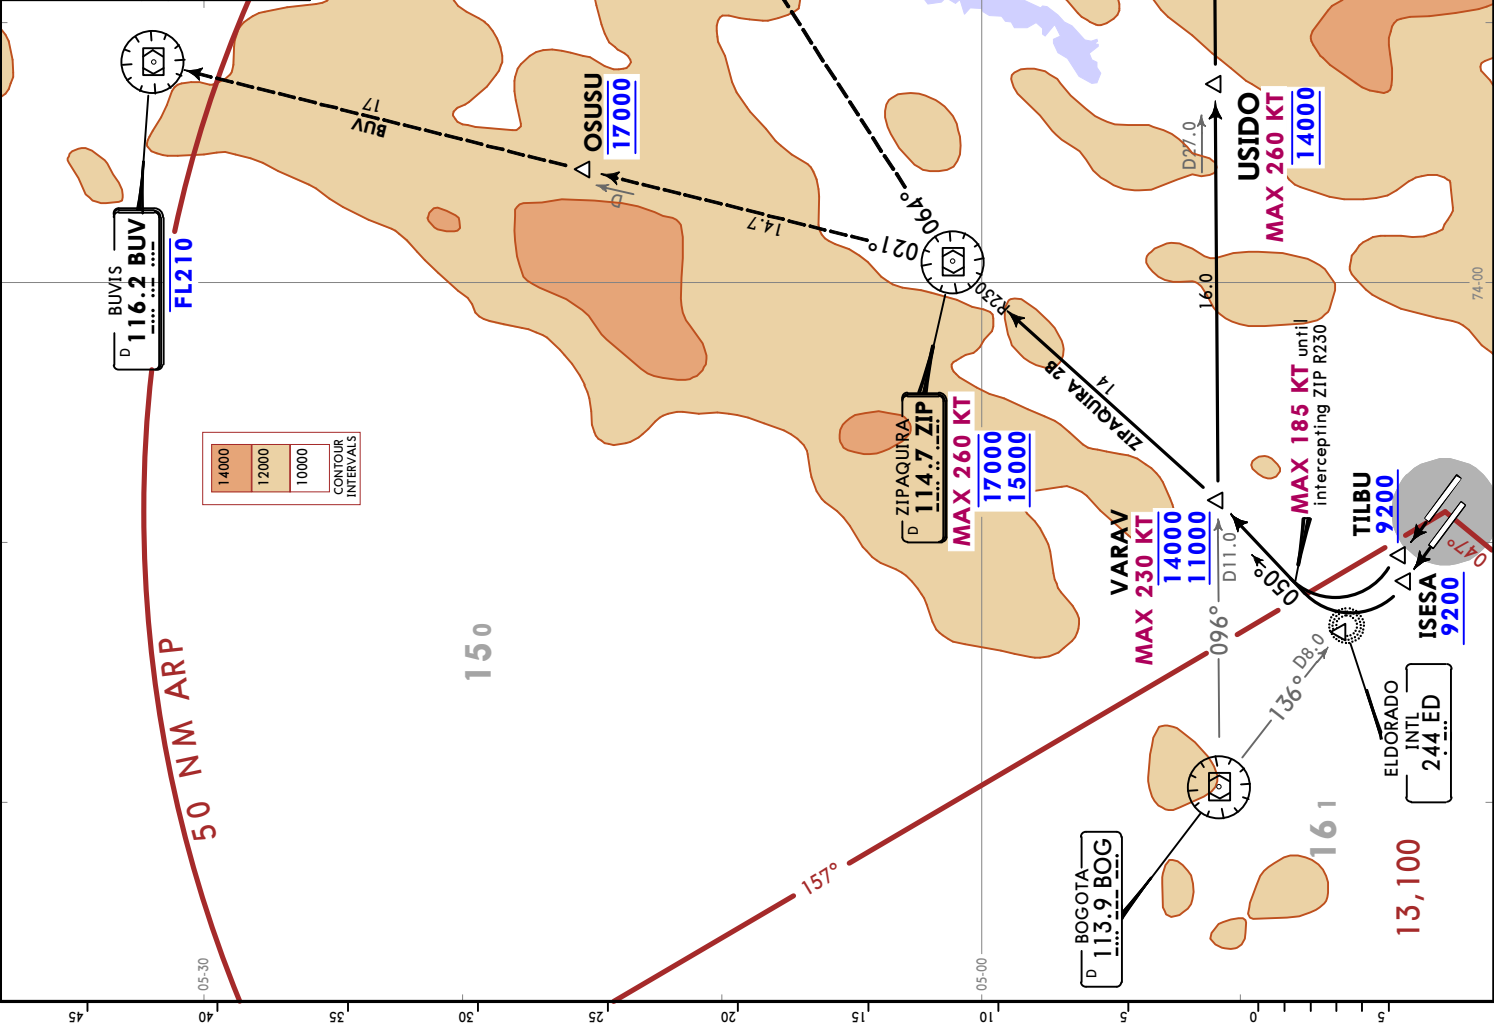 BUVIS
D 116.2 BUV
FL210
BUV
17
OSUSU
17000
D
14.7
021°
064°
R230
ZIPAQUIRA
D 114.7 ZIP
MAX 260 KT
17000
15000
ZIPAQUIRA 2B
14
USIDO
MAX 260 KT
14000
D27.0
16.0
74-00
MAX 185 KT until
intercepting ZIP R230
VARAV
MAX 230 KT
14000
11000
D11.0
096°
050°
TILBU
9200
ISESA
9200
047°
D8.0
136°
ELDORADO
INTL
244 ED
BOGOTA
D 113.9 BOG
157°
161
13,100
150
50 NM ARP
14000
12000
10000
CONTOUR
INTERVALS
05-30
05-00
45
40
35
30
25
20
15
10
5
0
5